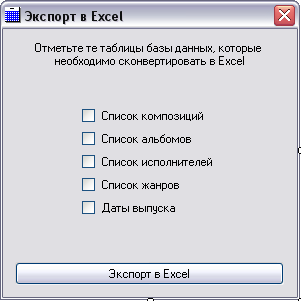 Экспорт в Excel
Отметьте те таблицы базы данных, которые
необходимо сконвертировать в Excel
Список композиций
Список альбомов
Список исполнителей
Список жанров
Даты выпуска
Экспорт в Excel